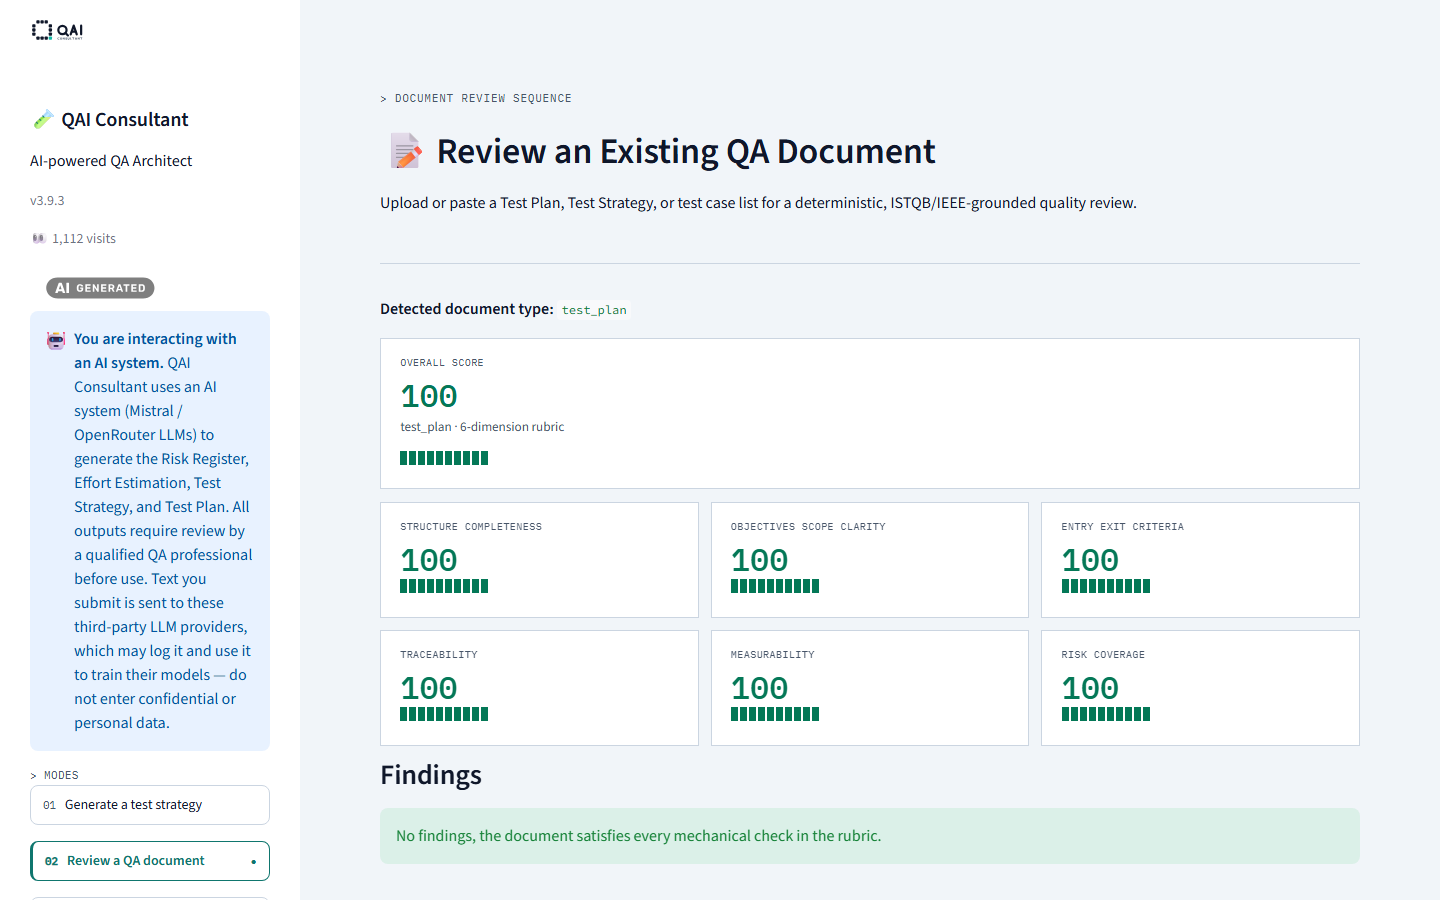 QAI
CONSULTANT
QAI Consultant
AI-powered QA Architect
v3.9.3
1,112 visits
AI GENERATED
You are interacting with
an AI system. QAI
Consultant uses an AI
system (Mistral /
OpenRouter LLMs) to
generate the Risk Register,
Effort Estimation, Test
Strategy, and Test Plan. All
outputs require review by
a qualified QA professional
before use. Text you
submit is sent to these
third-party LLM providers,
which may log it and use it
to train their models — do
not enter confidential or
personal data.
> MODES
01 Generate a test strategy
02 Review a QA document •
> DOCUMENT REVIEW SEQUENCE
Review an Existing QA Document
Upload or paste a Test Plan, Test Strategy, or test case list for a deterministic, ISTQB/IEEE-grounded quality review.
Detected document type: test_plan
OVERALL SCORE
100
test_plan · 6-dimension rubric
STRUCTURE COMPLETENESS
100
OBJECTIVES SCOPE CLARITY
100
ENTRY EXIT CRITERIA
100
TRACEABILITY
100
MEASURABILITY
100
RISK COVERAGE
100
Findings
No findings, the document satisfies every mechanical check in the rubric.